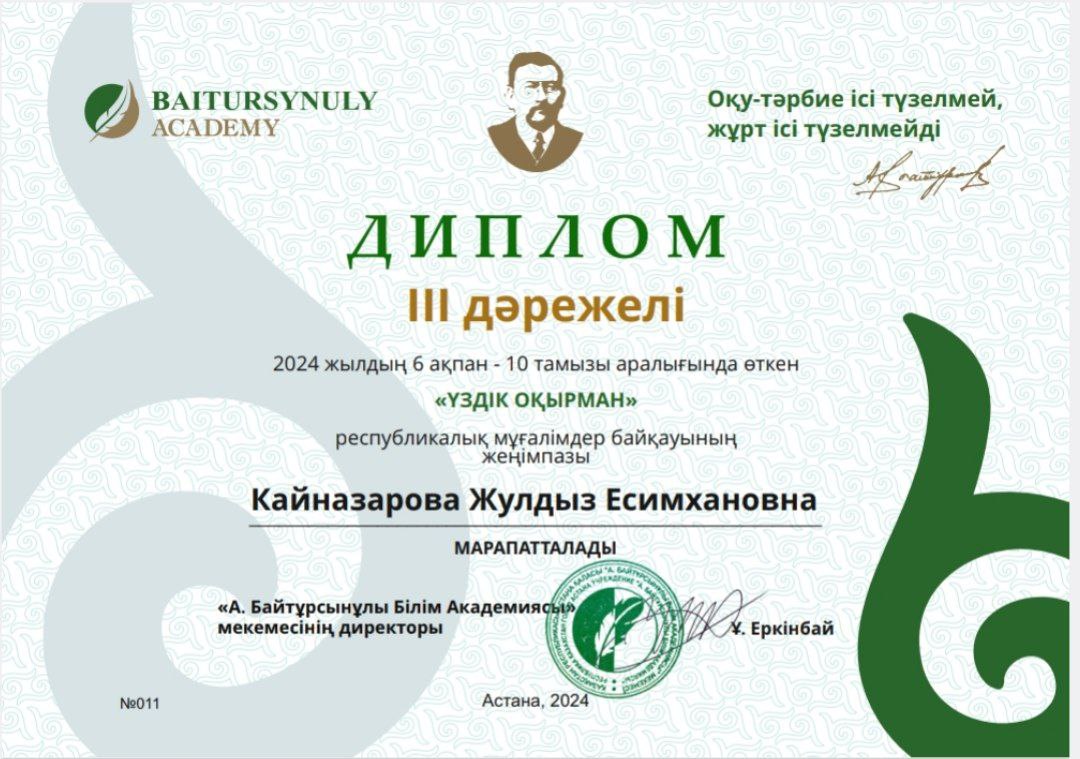 BAITURSYNULY
ACADEMY
Оқу-тәрбие ісі түзелмей,
жұрт ісі түзелмейді
ДИПЛОМ
III дәрежелі
2024 жылдың 6 ақпан - 10 тамызы аралығында өткен
«ҮЗДІК ОҚЫРМАН»
республикалық мұғалімдер байқауының
жеңімпазы
Кайназарова Жулдыз Есимхановна
МАРАПАТТАЛАДЫ
«А. Байтұрсынұлы Білім Академиясы»
мекемесінің директоры
Ұ. Еркінбай
№011
Астана, 2024